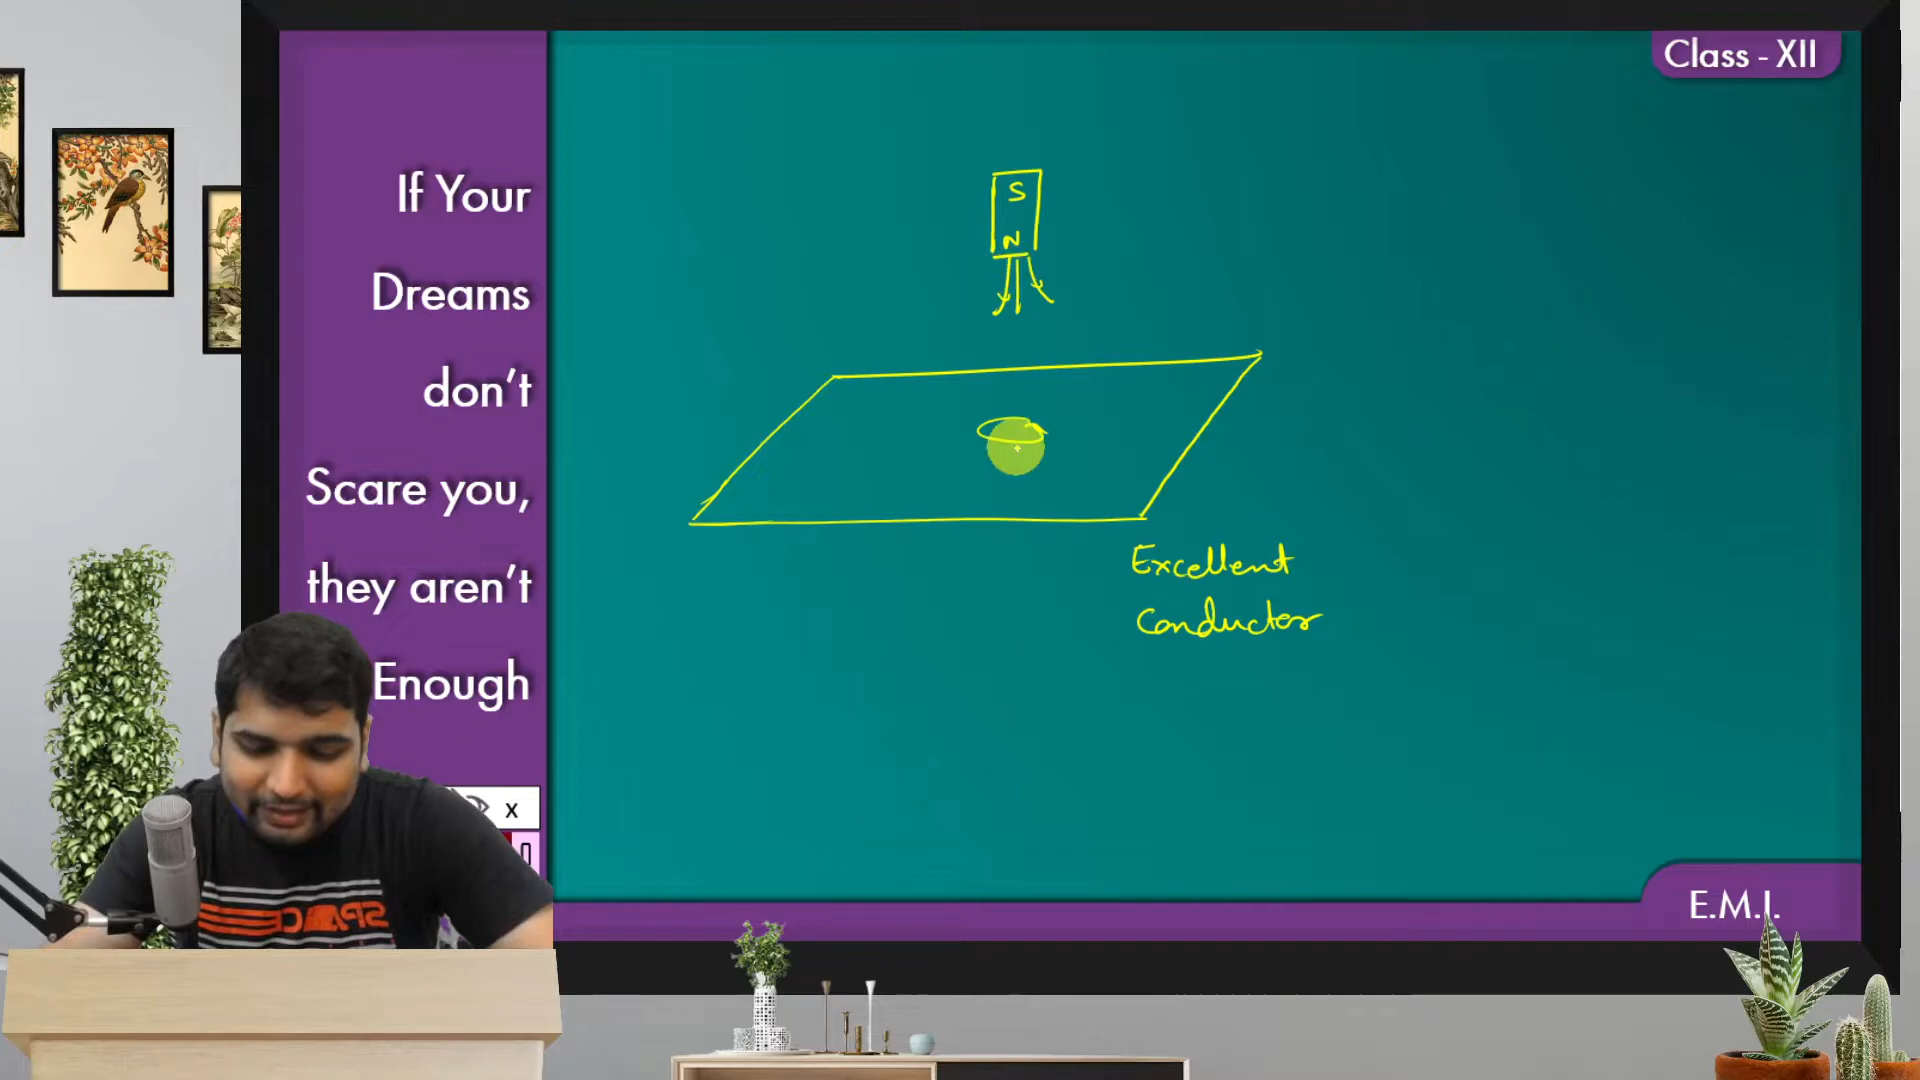 Class - XII
If Your
Dreams
don't
Scare you,
they aren't
Enough
S
N
Excellent
Conductor
x
E.M.I.